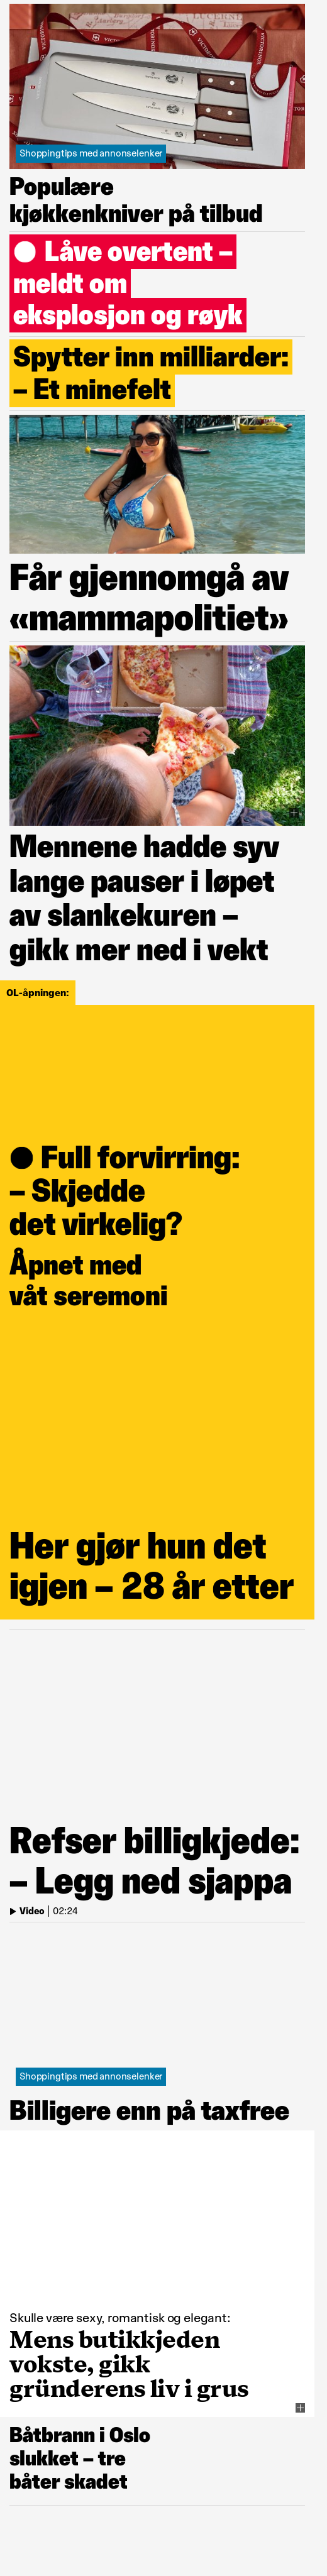 Shoppingtips med annonselenker
Populære
kjøkkenkniver på tilbud
Låve overtent –
meldt om
eksplosjon og røyk
Spytter inn milliarder:
– Et minefelt
Får gjennomgå av
«mammapolitiet»
Mennene hadde syv
lange pauser i løpet
av slankekuren –
gikk mer ned i vekt
OL-åpningen:
Full forvirring:
– Skjedde
det virkelig?
Åpnet med
våt seremoni
Her gjør hun det
igjen – 28 år etter
Refser billigkjede:
– Legg ned sjappa
Video | 02:24
Shoppingtips med annonselenker
Billigere enn på taxfree
Skulle være sexy, romantisk og elegant:
Mens butikkjeden
vokste, gikk
gründerens liv i grus
Båtbrann i Oslo
slukket – tre
båter skadet